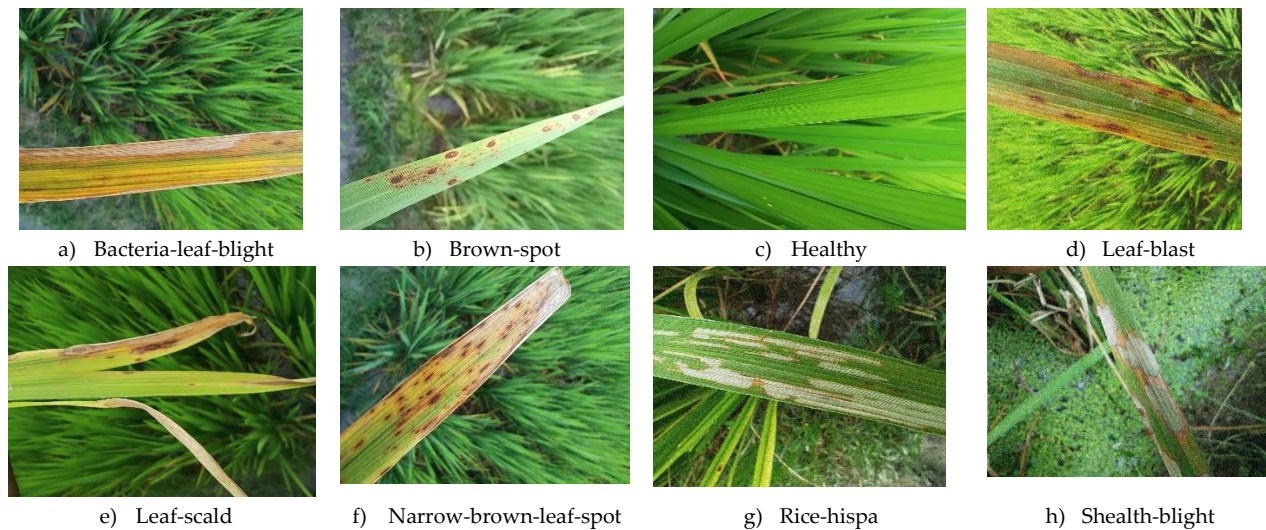 a) Bacteria-leaf-blight
b) Brown-spot
c) Healthy
d) Leaf-blast
e) Leaf-scald
f) Narrow-brown-leaf-spot
g) Rice-hispa
h) Shealth-blight